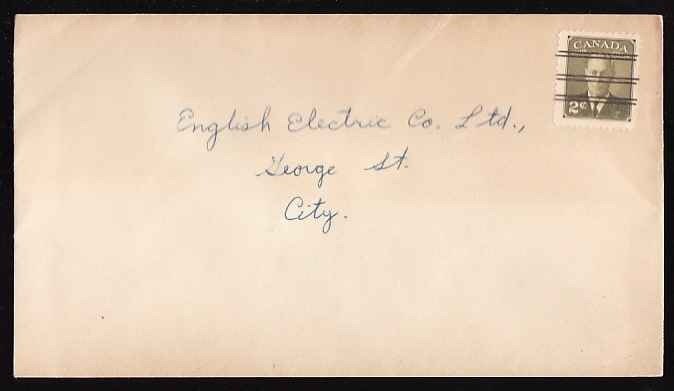 CANADA
2¢
English Electric Co. Ltd.,
George St.
City.